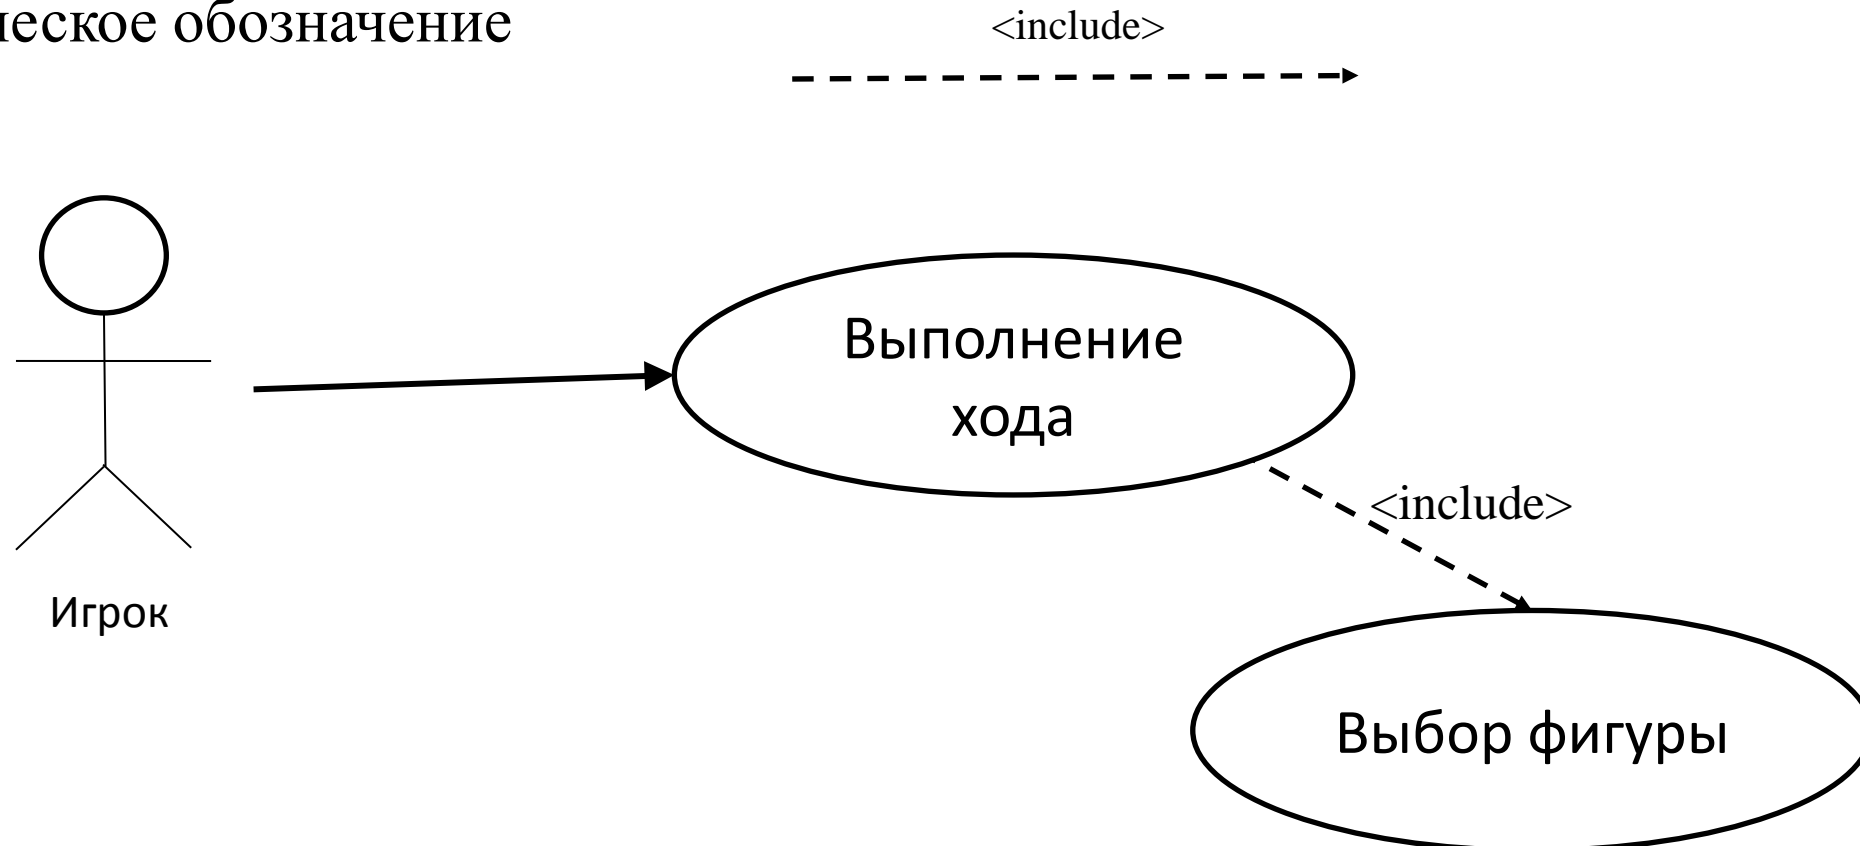 еское обозначение
<include>
Выполнение
хода
<include>
Игрок
Выбор фигуры